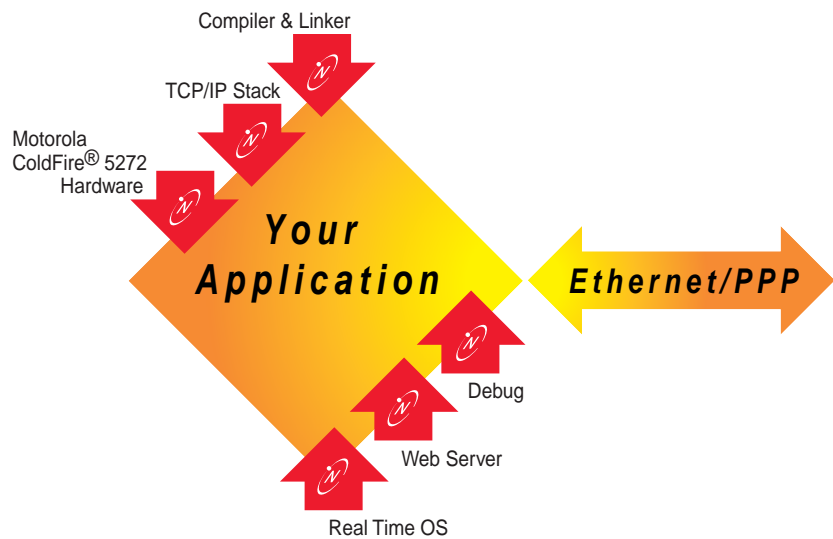 Compiler & Linker
TCP/IP Stack
Motorola
ColdFire® 5272
Hardware
Your
Application
Ethernet/PPP
Debug
Web Server
Real Time OS